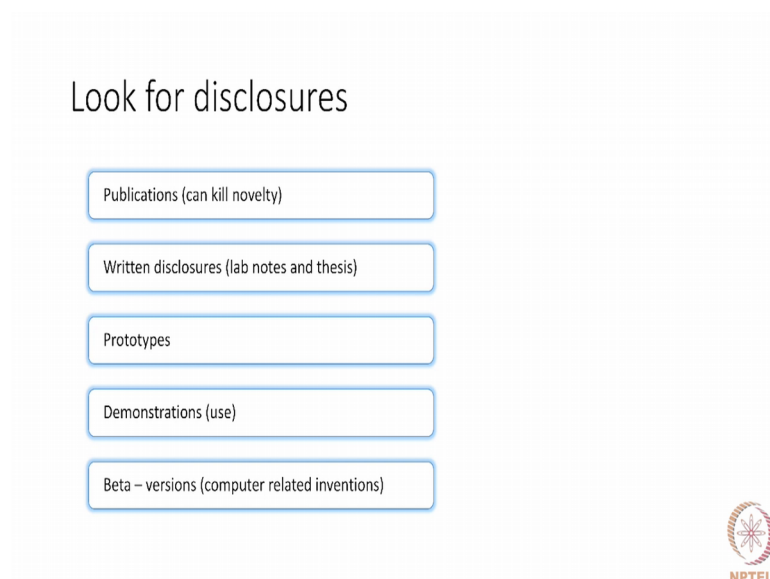 Look for disclosures
Publications (can kill novelty)
Written disclosures (lab notes and thesis)
Prototypes
Demonstrations (use)
Beta – versions (computer related inventions)
NPTEL